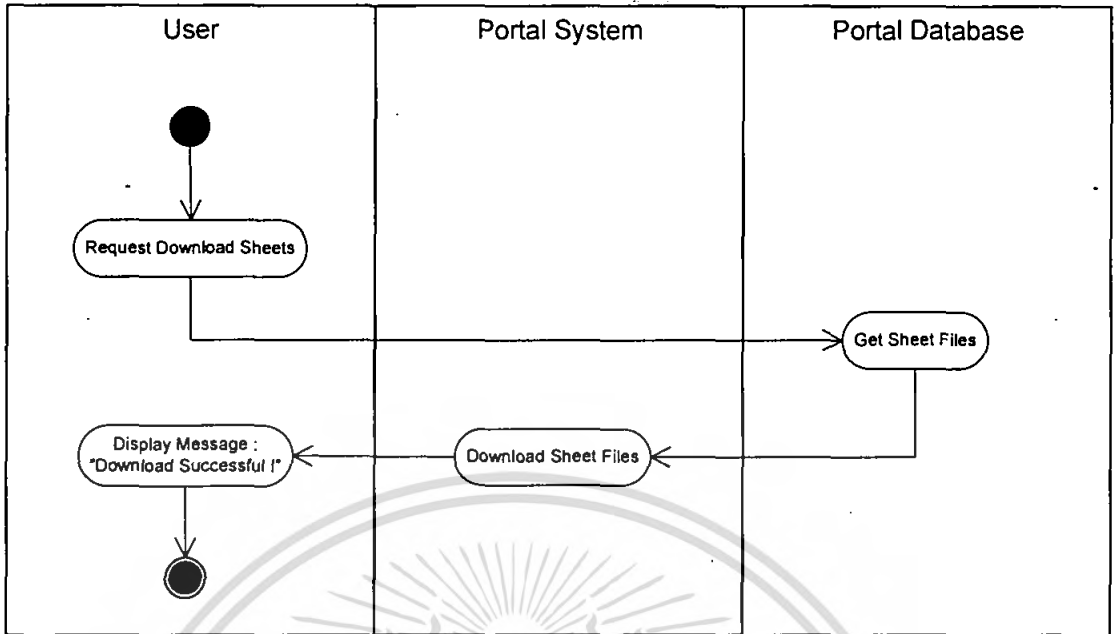 User
Portal System
Portal Database
Request Download Sheets
Get Sheet Files
Display Message :
"Download Successful !"
Download Sheet Files